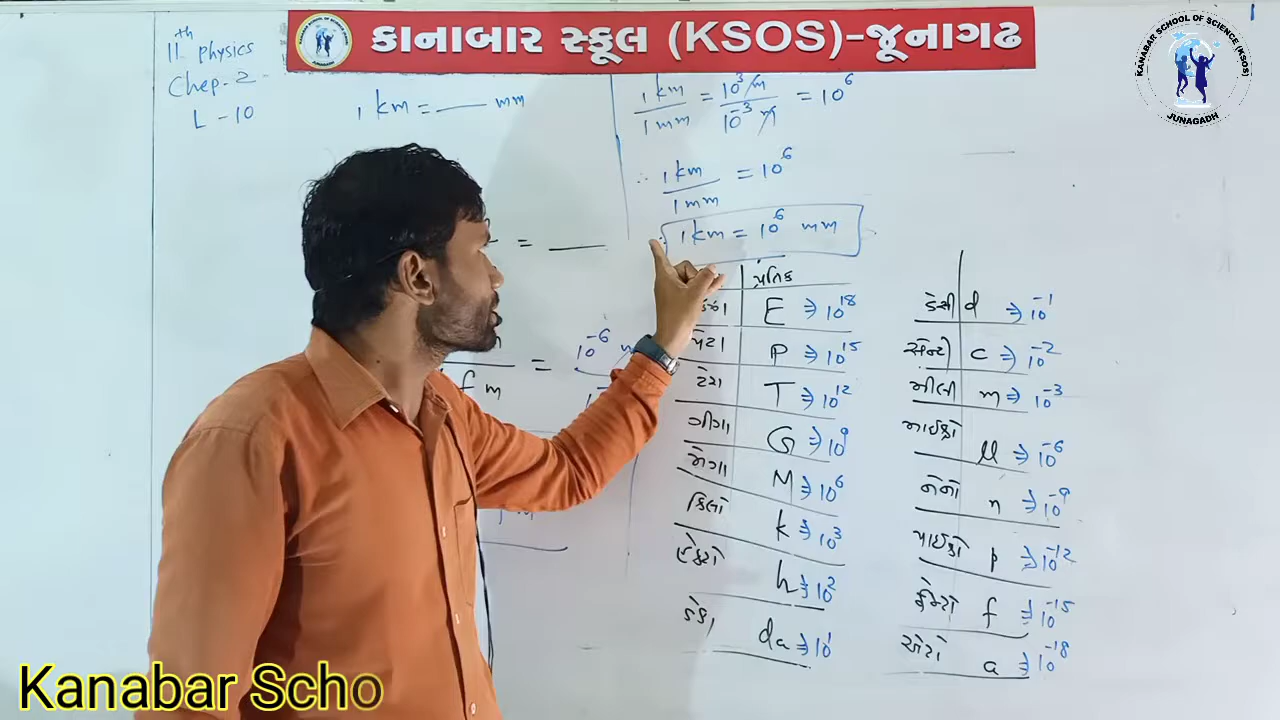 કાનાબાર સ્કૂલ (KSOS)-જૂનાગઢ
KANABAR SCHOOL OF SCIENCE (KSOS)
JUNAGADH
11th physics
Chep-2
L-10
1 km = ___ mm
1 km / 1 mm = 10³ m / 10⁻³ m = 10⁶
∴ 1 km / 1 mm = 10⁶
1 km = 10⁶ mm
= ___
f m = 10⁻⁶ m
પ્રતિક
E ⇒ 10¹⁸
P ⇒ 10¹⁵
ટેરા T ⇒ 10¹²
ગીગા G ⇒ 10⁹
મેગા M ⇒ 10⁶
કિલો k ⇒ 10³
હેક્ટો h ⇒ 10²
ડેકા da ⇒ 10¹
ડેસી d ⇒ 10⁻¹
સેન્ટી c ⇒ 10⁻²
મીલી m ⇒ 10⁻³
માઈક્રો μ ⇒ 10⁻⁶
નેનો n ⇒ 10⁻⁹
પાઈકો p ⇒ 10⁻¹²
ફેમ્ટો f ⇒ 10⁻¹⁵
એટો a ⇒ 10⁻¹⁸
Kanabar Scho